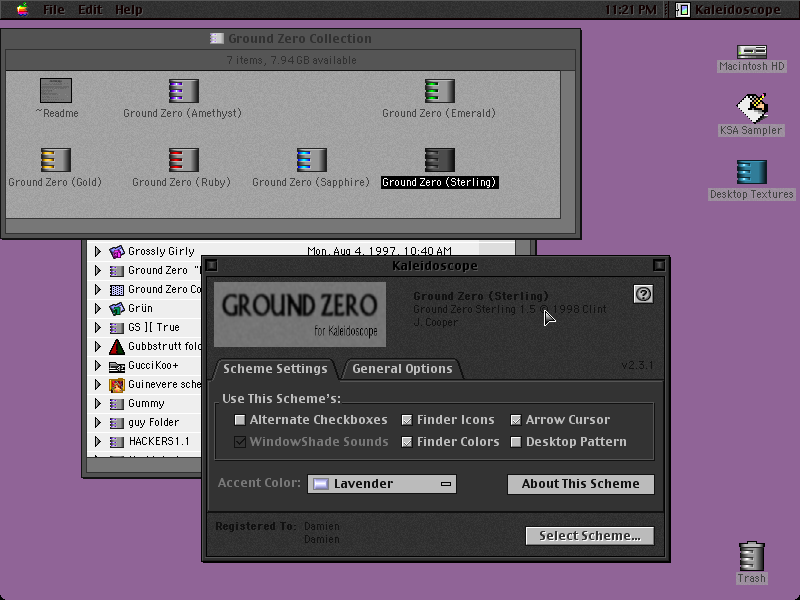 File Edit Help 11:21 PM Kaleidoscope
Ground Zero Collection
7 items, 7.94 GB available
~Readme
Ground Zero (Amethyst)
Ground Zero (Emerald)
Ground Zero (Gold)
Ground Zero (Ruby)
Ground Zero (Sapphire)
Ground Zero (Sterling)
Macintosh HD
KSA Sampler
Desktop Textures
Grossly Girly Mon, Aug 4, 1997, 10:40 AM
Ground Zero
Ground Zero Co
Grün
GS ][ True
Gubbstrutt fold
GucciKoo+
Guinevere sche
Gummy
guy Folder
HACKERS1.1
Kaleidoscope
GROUND ZERO
for Kaleidoscope
Ground Zero (Sterling)
Ground Zero Sterling 1.5 © 1998 Clint
J. Cooper
v2.3.1
Scheme Settings General Options
Use This Scheme's:
Alternate Checkboxes Finder Icons Arrow Cursor
WindowShade Sounds Finder Colors Desktop Pattern
Accent Color: Lavender About This Scheme
Registered To: Damien
Damien
Select Scheme...
Trash